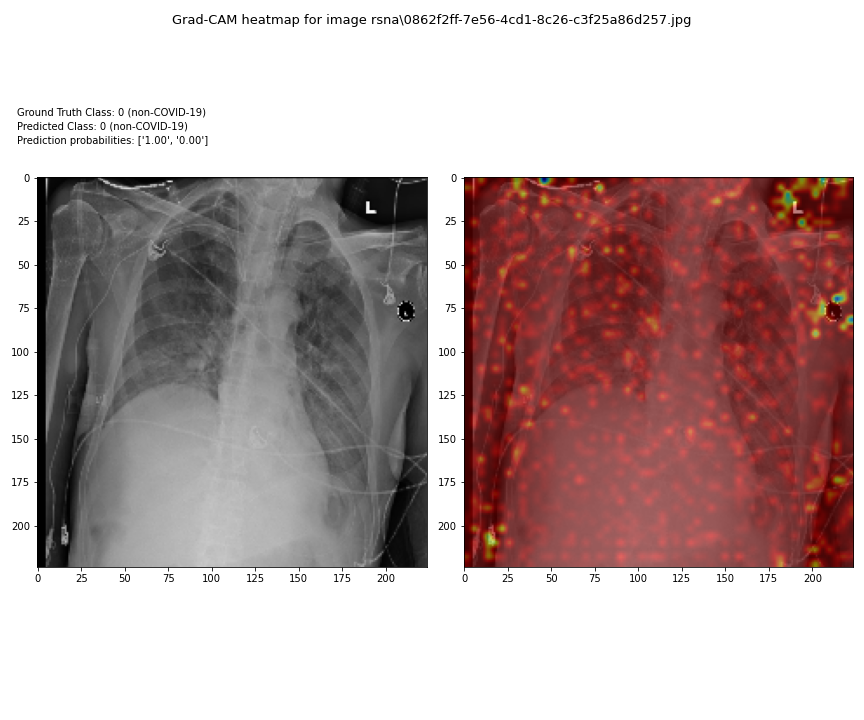 Grad-CAM heatmap for image rsna\0862f2ff-7e56-4cd1-8c26-c3f25a86d257.jpg
Ground Truth Class: 0 (non-COVID-19)
Predicted Class: 0 (non-COVID-19)
Prediction probabilities: ['1.00', '0.00']
0
25
50
75
100
125
150
175
200
0 25 50 75 100 125 150 175 200
L
0
25
50
75
100
125
150
175
200
0 25 50 75 100 125 150 175 200
L